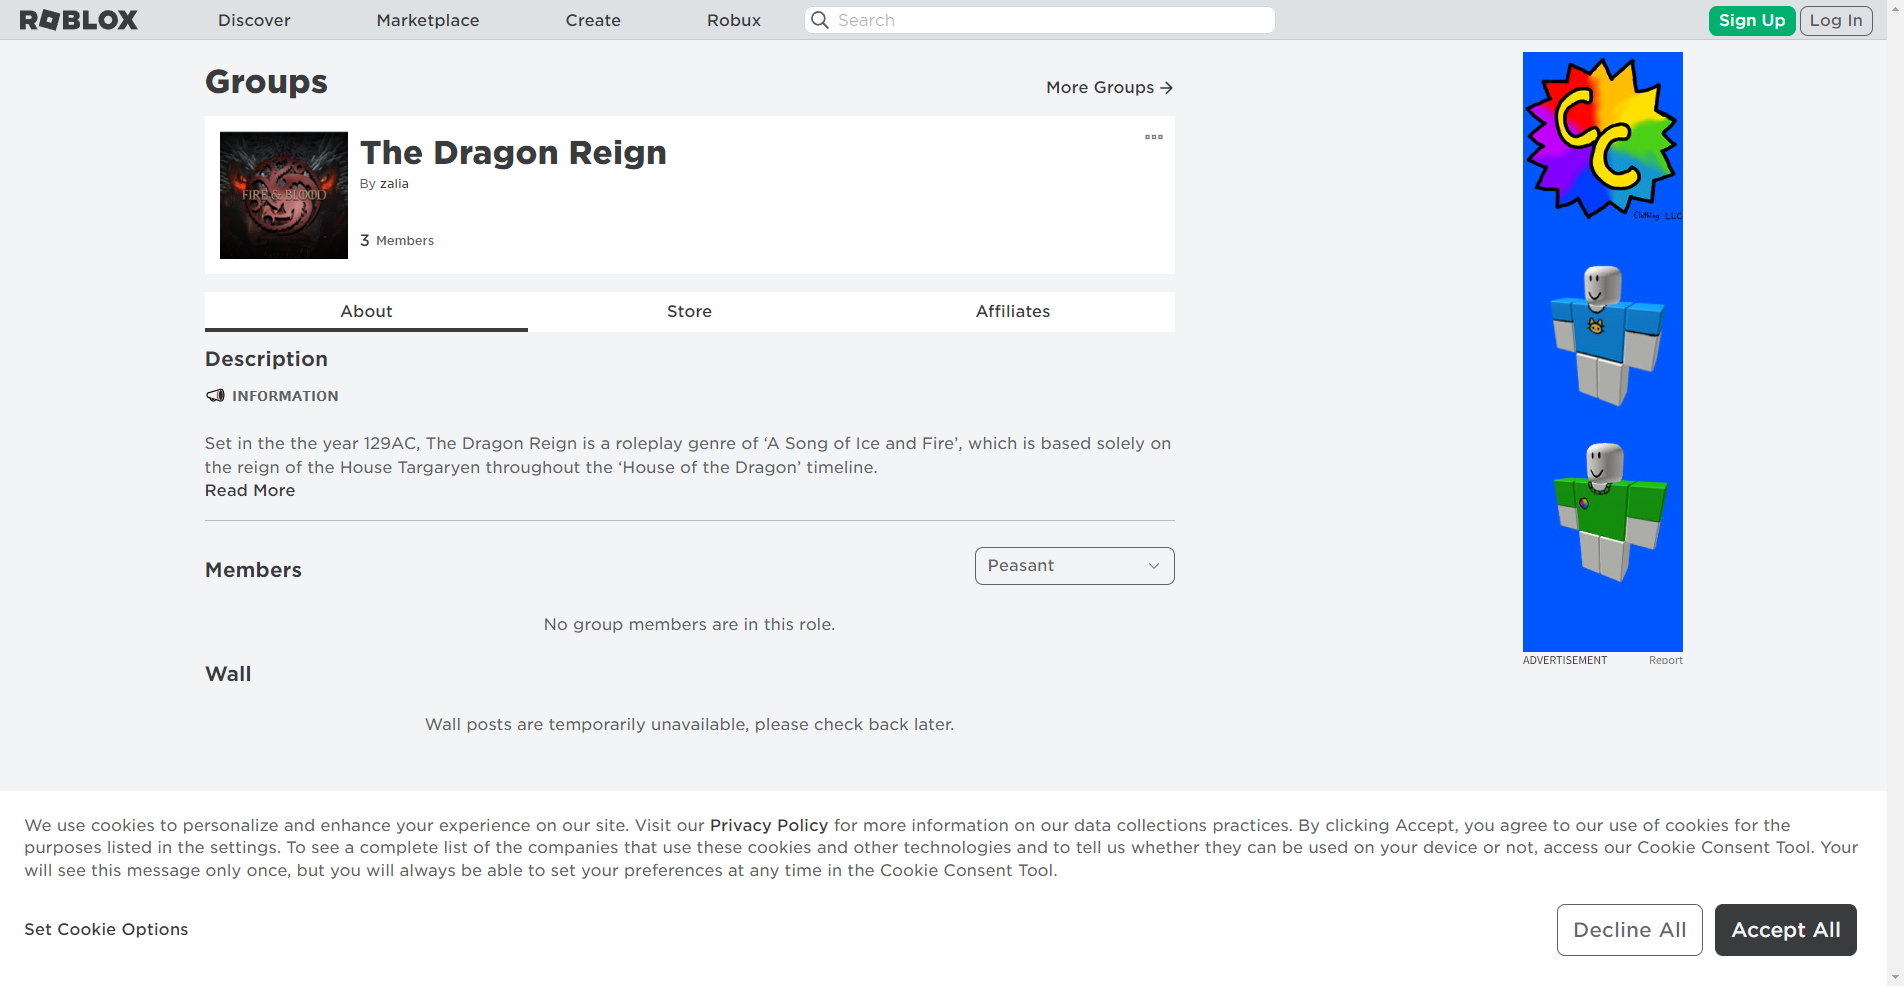 ROBLOX
Discover
Marketplace
Create
Robux
Search
Sign Up
Log In
Groups
More Groups
FIRE & BLOOD
The Dragon Reign
By zalia
3 Members
About
Store
Affiliates
Description
INFORMATION
Set in the the year 129AC, The Dragon Reign is a roleplay genre of ‘A Song of Ice and Fire’, which is based solely on
the reign of the House Targaryen throughout the ‘House of the Dragon’ timeline.
Read More
Members
Peasant
No group members are in this role.
Wall
Wall posts are temporarily unavailable, please check back later.
CC
Clothing LLC
ADVERTISEMENT
Report
We use cookies to personalize and enhance your experience on our site. Visit our Privacy Policy for more information on our data collections practices. By clicking Accept, you agree to our use of cookies for the
purposes listed in the settings. To see a complete list of the companies that use these cookies and other technologies and to tell us whether they can be used on your device or not, access our Cookie Consent Tool. Your
will see this message only once, but you will always be able to set your preferences at any time in the Cookie Consent Tool.
Set Cookie Options
Decline All
Accept All